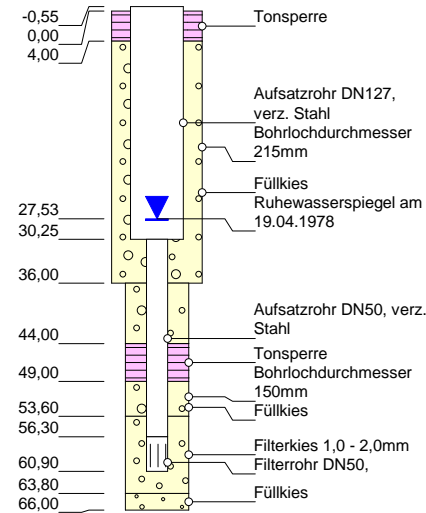 -0,55
0,00
4,00
27,53
30,25
36,00
44,00
49,00
53,60
56,30
60,90
63,80
66,00
Tonsperre
Aufsatzrohr DN127,
verz. Stahl
Bohrlochdurchmesser
215mm
Füllkies
Ruhewasserspiegel am
19.04.1978
Aufsatzrohr DN50, verz.
Stahl
Tonsperre
Bohrlochdurchmesser
150mm
Füllkies
Filterkies 1,0 - 2,0mm
Filterrohr DN50,
Füllkies